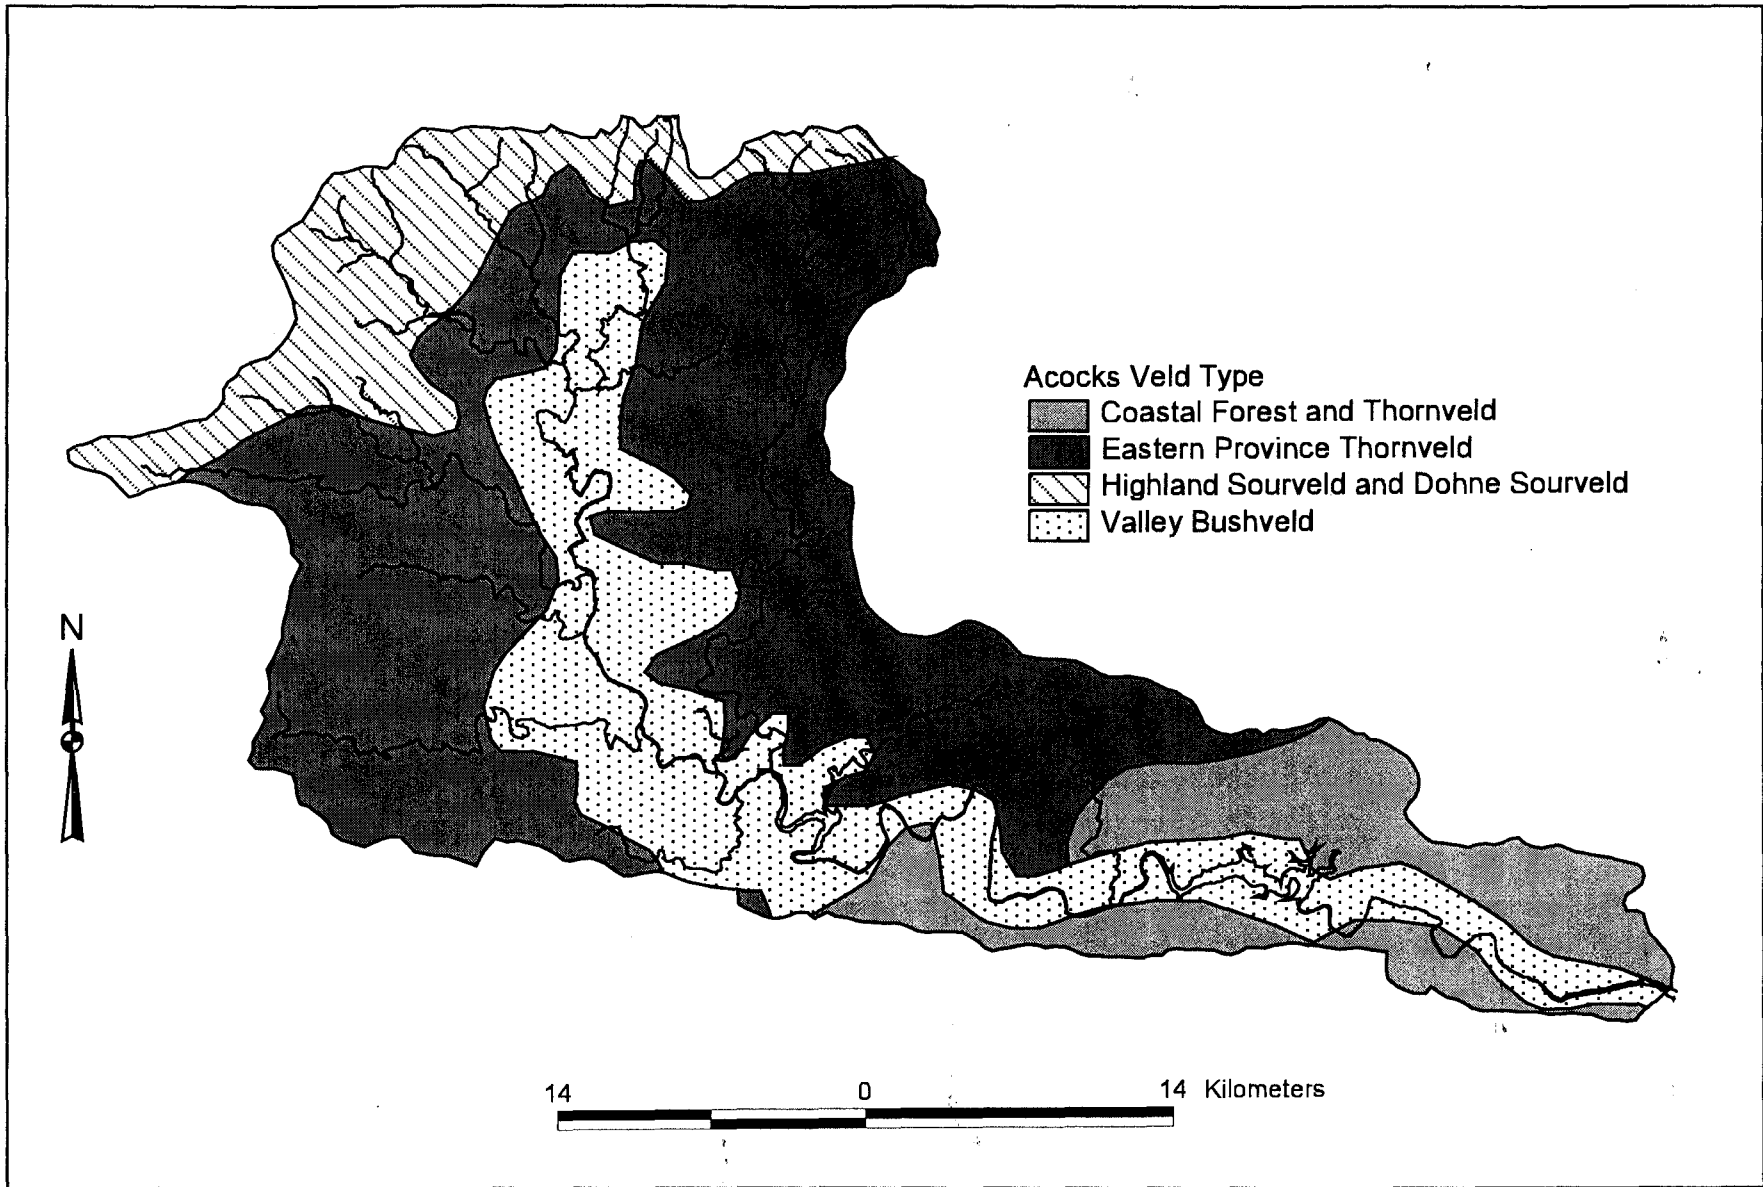 Acocks Veld Type
Coastal Forest and Thornveld
Eastern Province Thornveld
Highland Sourveld and Dohne Sourveld
Valley Bushveld
N
14 0 14 Kilometers